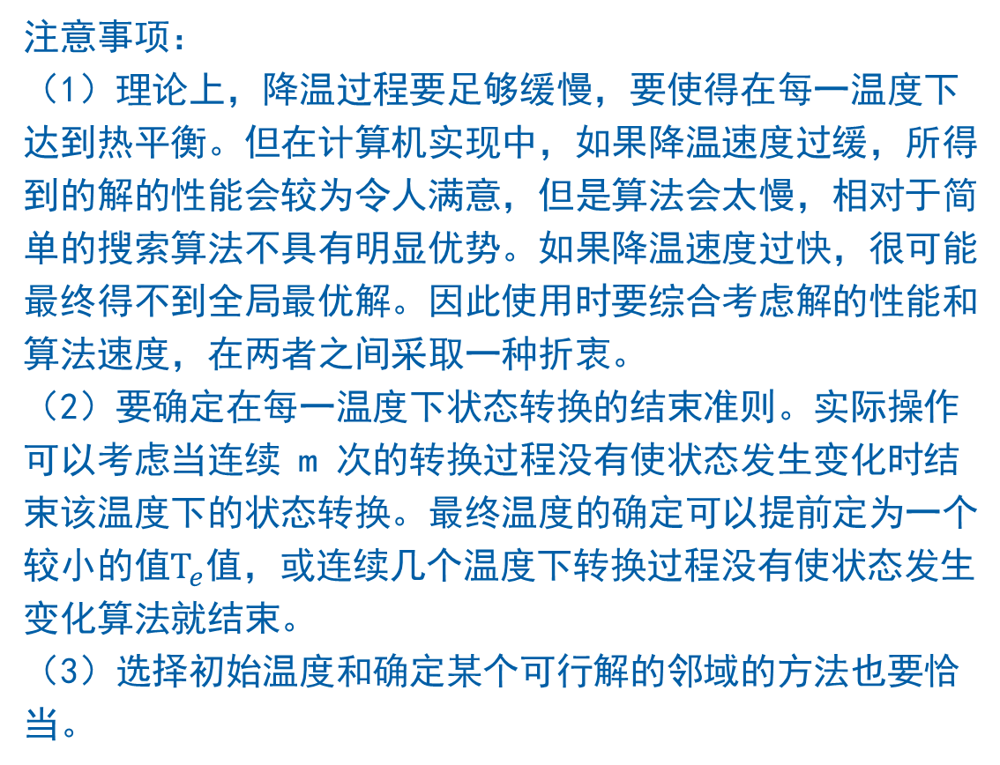 注意事项：
（1）理论上，降温过程要足够缓慢，要使得在每一温度下
达到热平衡。但在计算机实现中，如果降温速度过缓，所得
到的解的性能会较为令人满意，但是算法会太慢，相对于简
单的搜索算法不具有明显优势。如果降温速度过快，很可能
最终得不到全局最优解。因此使用时要综合考虑解的性能和
算法速度，在两者之间采取一种折衷。
（2）要确定在每一温度下状态转换的结束准则。实际操作
可以考虑当连续 m 次的转换过程没有使状态发生变化时结
束该温度下的状态转换。最终温度的确定可以提前定为一个
较小的值Tₑ值，或连续几个温度下转换过程没有使状态发生
变化算法就结束。
（3）选择初始温度和确定某个可行解的邻域的方法也要恰
当。